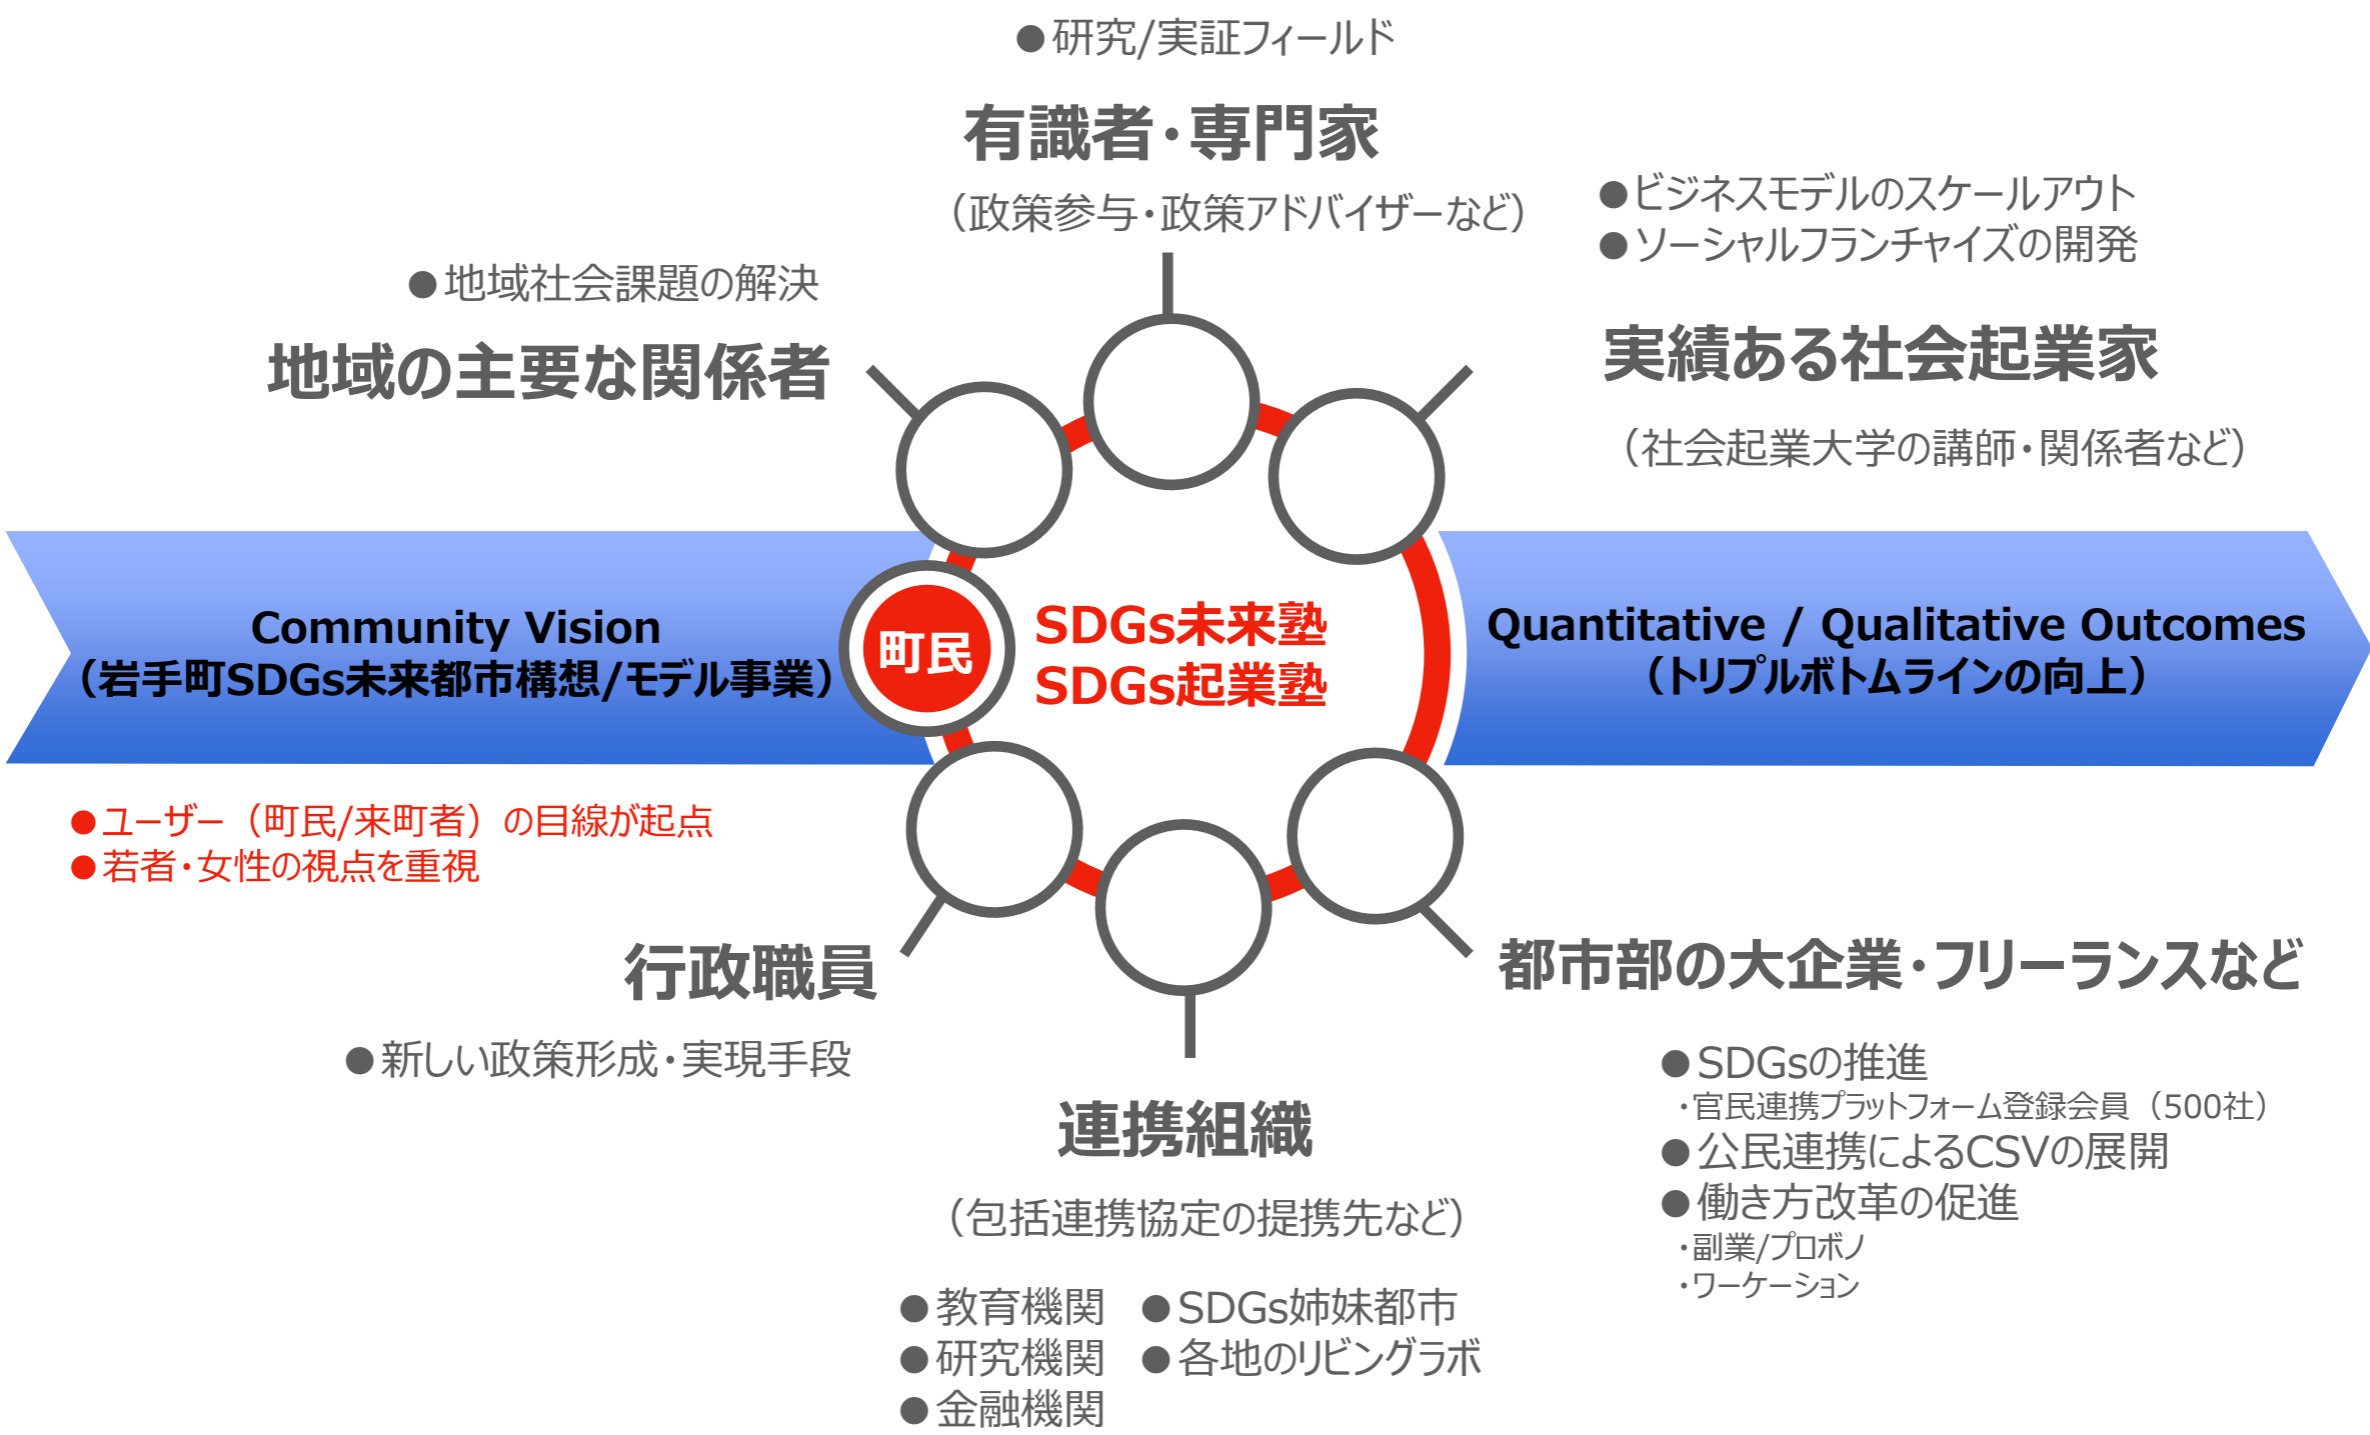 ●研究/実証フィールド
有識者・専門家
（政策参与・政策アドバイザーなど）
●地域社会課題の解決
地域の主要な関係者
●ビジネスモデルのスケールアウト
●ソーシャルフランチャイズの開発
実績ある社会起業家
（社会起業大学の講師・関係者など）
Community Vision
（岩手町SDGs未来都市構想/モデル事業）
町民
SDGs未来塾
SDGs起業塾
Quantitative / Qualitative Outcomes
（トリプルボトムラインの向上）
●ユーザー（町民/来町者）の目線が起点
●若者・女性の視点を重視
行政職員
●新しい政策形成・実現手段
連携組織
（包括連携協定の提携先など）
●教育機関 ●SDGs姉妹都市
●研究機関 ●各地のリビングラボ
●金融機関
都市部の大企業・フリーランスなど
●SDGsの推進
・官民連携プラットフォーム登録会員（500社）
●公民連携によるCSVの展開
●働き方改革の促進
・副業/プロボノ
・ワーケーション